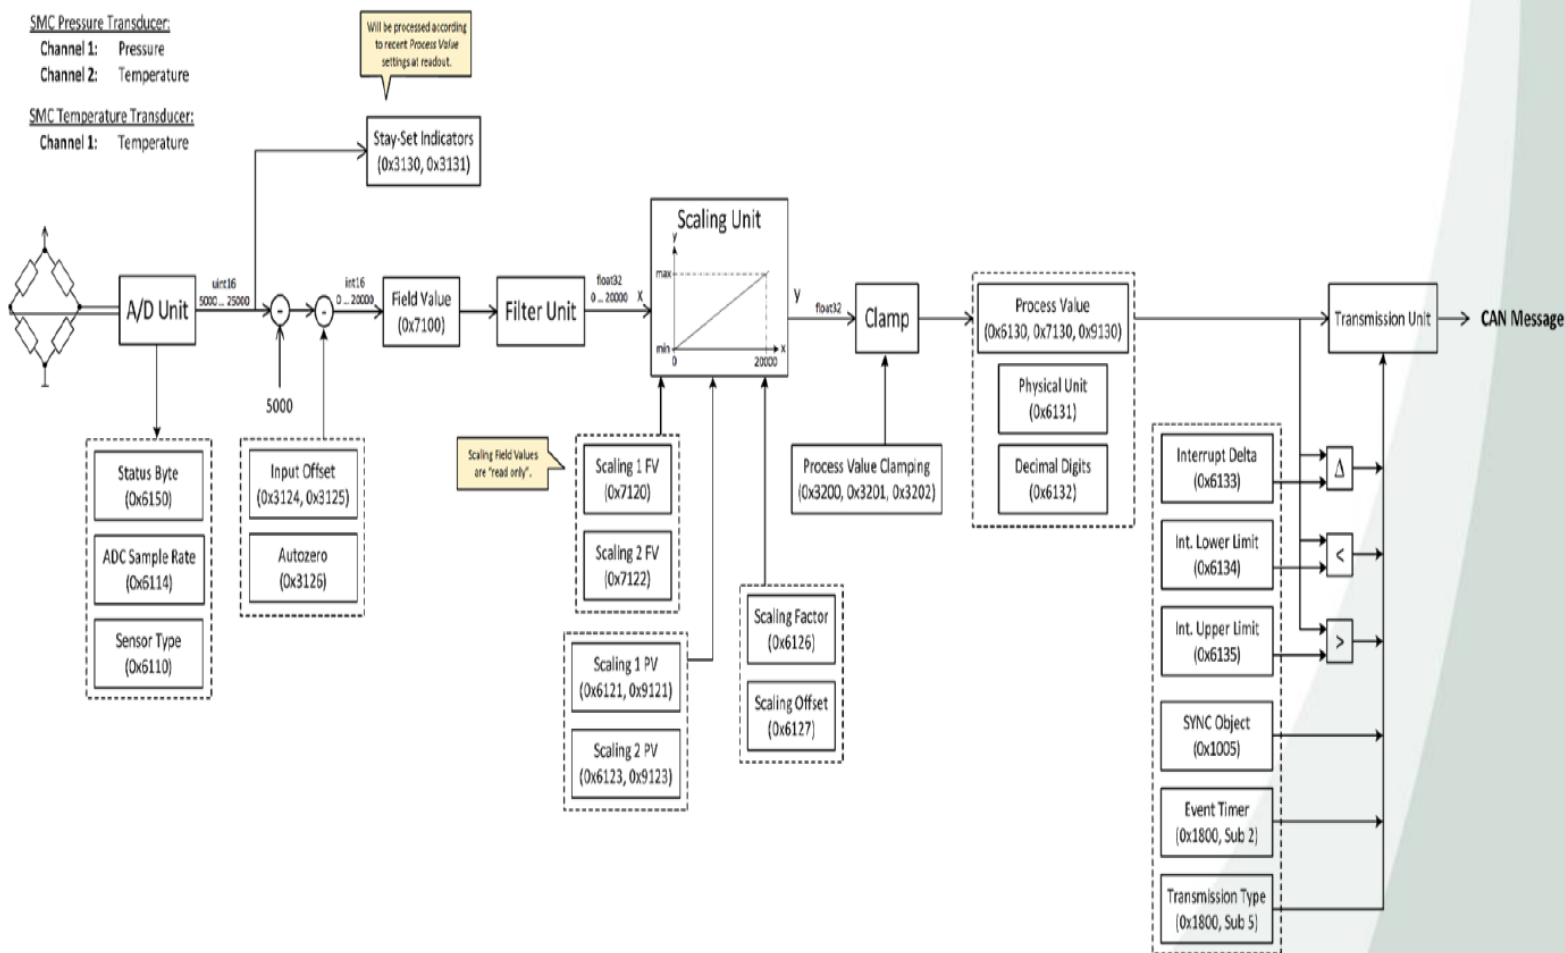 SMC Pressure Transducer:
Channel 1: Pressure
Channel 2: Temperature
SMC Temperature Transducer:
Channel 1: Temperature
Will be processed according
to recent Process Value
settings at readout.
Stay-Set Indicators
(0x3130, 0x3131)
A/D Unit
uint16
5000 ... 25000
-
-
5000
int16
0 ... 20000
Field Value
(0x7100)
Filter Unit
float32
0 ... 20000
x
Scaling Unit
y
max
min
0
20000
x
y
float32
Clamp
Process Value
(0x6130, 0x7130, 0x9130)
Physical Unit
(0x6131)
Decimal Digits
(0x6132)
Transmission Unit
CAN Message
Status Byte
(0x6150)
ADC Sample Rate
(0x6114)
Sensor Type
(0x6110)
Input Offset
(0x3124, 0x3125)
Autozero
(0x3126)
Scaling Field Values
are "read only".
Scaling 1 FV
(0x7120)
Scaling 2 FV
(0x7122)
Scaling 1 PV
(0x6121, 0x9121)
Scaling 2 PV
(0x6123, 0x9123)
Scaling Factor
(0x6126)
Scaling Offset
(0x6127)
Process Value Clamping
(0x3200, 0x3201, 0x3202)
Interrupt Delta
(0x6133)
Δ
Int. Lower Limit
(0x6134)
<
Int. Upper Limit
(0x6135)
>
SYNC Object
(0x1005)
Event Timer
(0x1800, Sub 2)
Transmission Type
(0x1800, Sub 5)